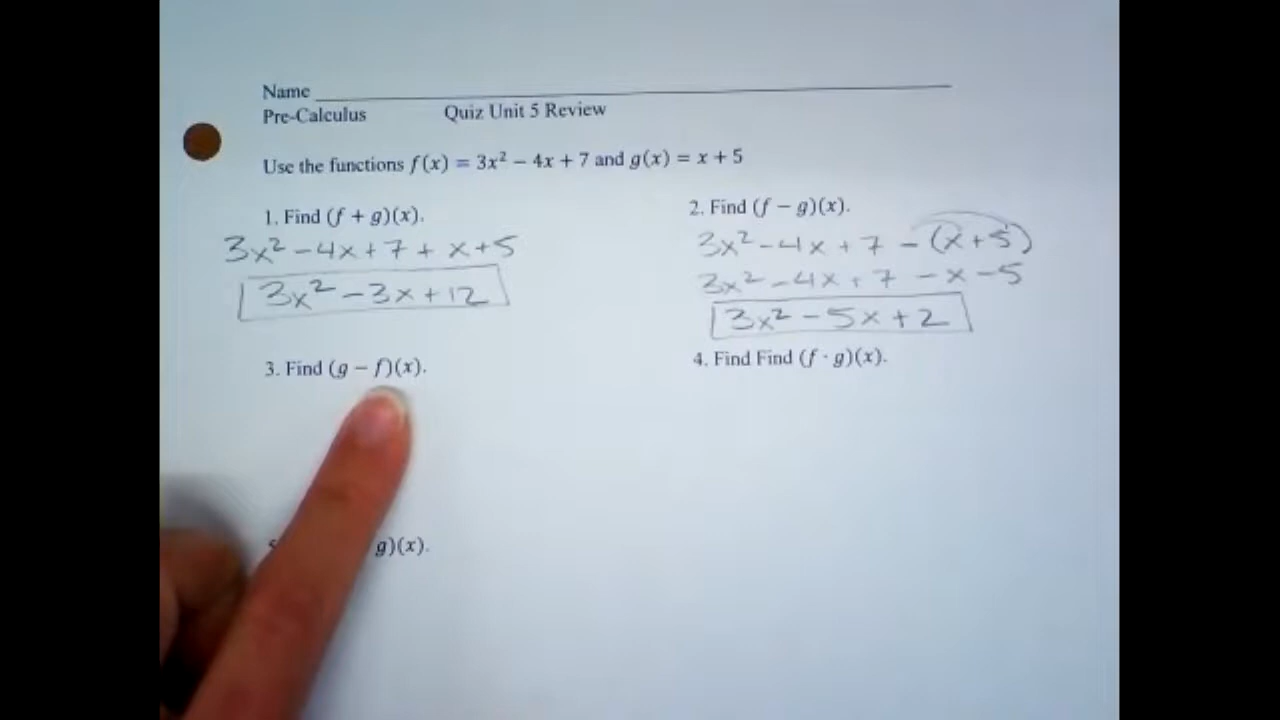 Name
Pre-Calculus Quiz Unit 5 Review
Use the functions f(x) = 3x² − 4x + 7 and g(x) = x + 5
1. Find (f + g)(x).
3x² − 4x + 7 + x + 5
3x² − 3x + 12
2. Find (f − g)(x).
3x² − 4x + 7 − (x + 5)
3x² − 4x + 7 − x − 5
3x² − 5x + 2
3. Find (g − f)(x).
4. Find Find (f · g)(x).
g)(x).